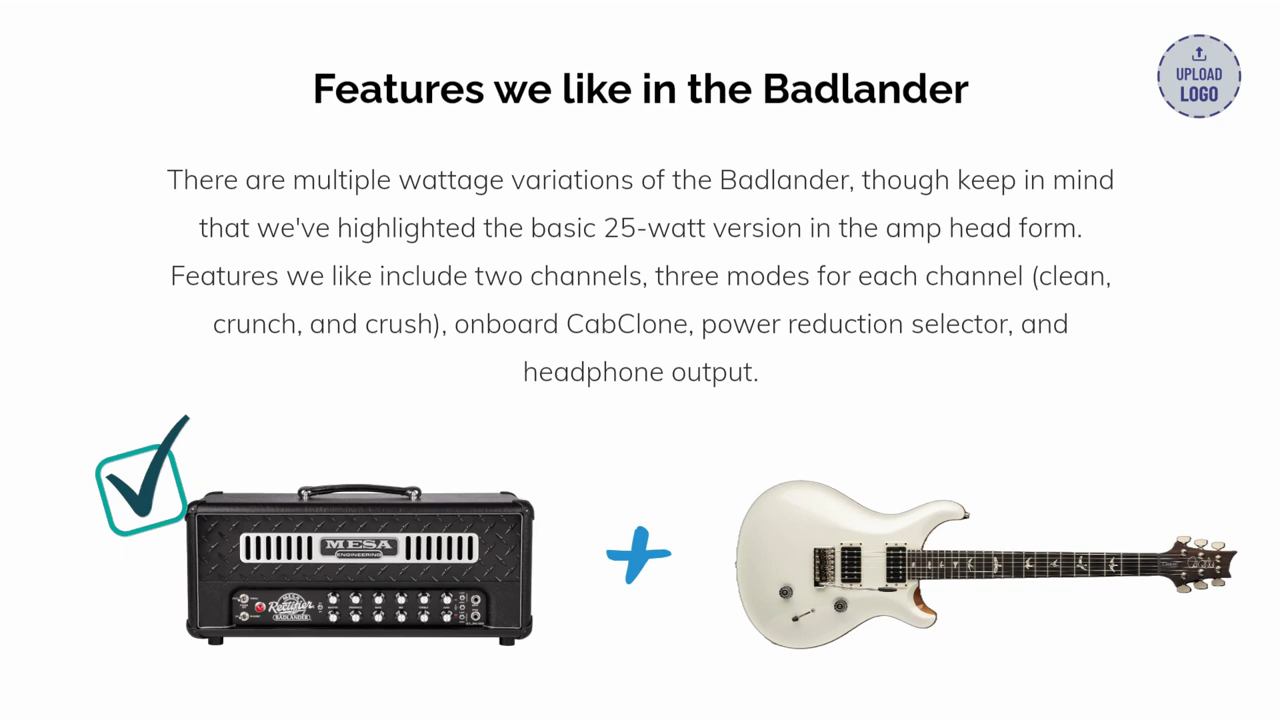 Features we like in the Badlander
UPLOAD
LOGO
There are multiple wattage variations of the Badlander, though keep in mind
that we've highlighted the basic 25-watt version in the amp head form.
Features we like include two channels, three modes for each channel (clean,
crunch, and crush), onboard CabClone, power reduction selector, and
headphone output.
MESA
ENGINEERING
Rectifier
BADLANDER